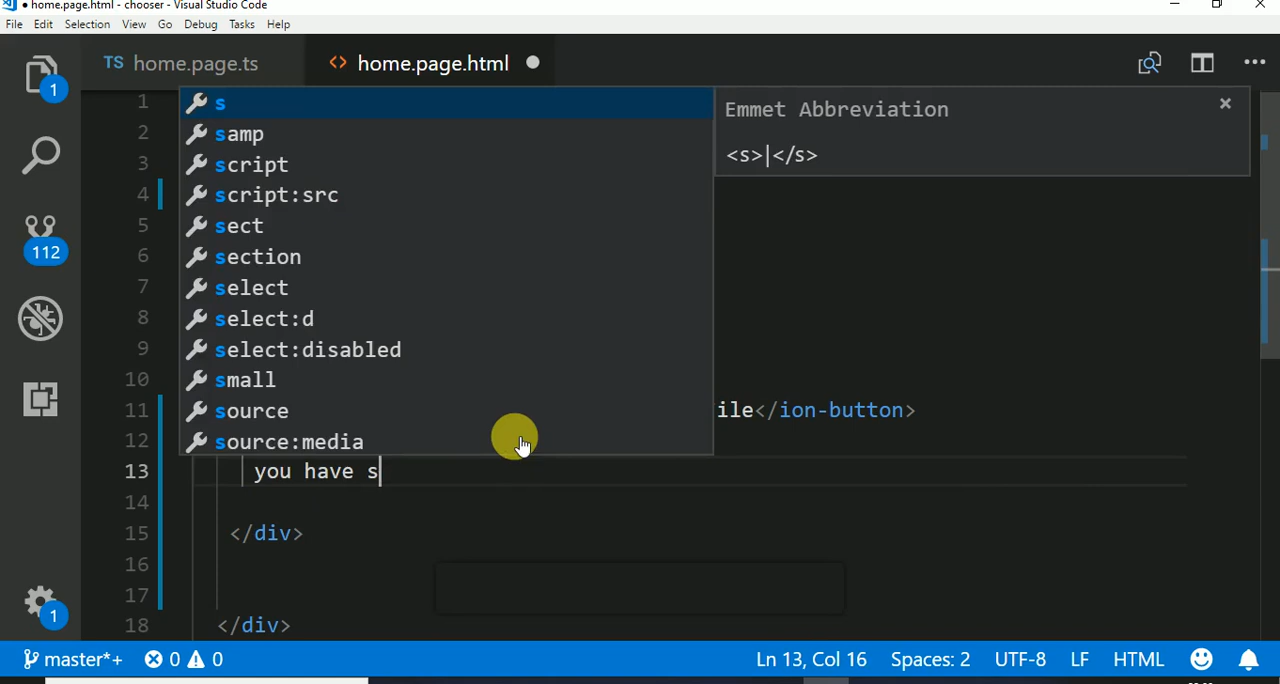 home.page.html - chooser - Visual Studio Code
File Edit Selection View Go Debug Tasks Help
TS home.page.ts <> home.page.html
1
1 s Emmet Abbreviation
2 samp <s>|</s>
3 script
4 script:src
5 sect
112
6 section
7 select
8 select:d
9 select:disabled
10 small
11 source ile</ion-button>
12 source:media
13 you have s
14
15 </div>
16
17
1
18 </div>
master*+ 0 0 Ln 13, Col 16 Spaces: 2 UTF-8 LF HTML